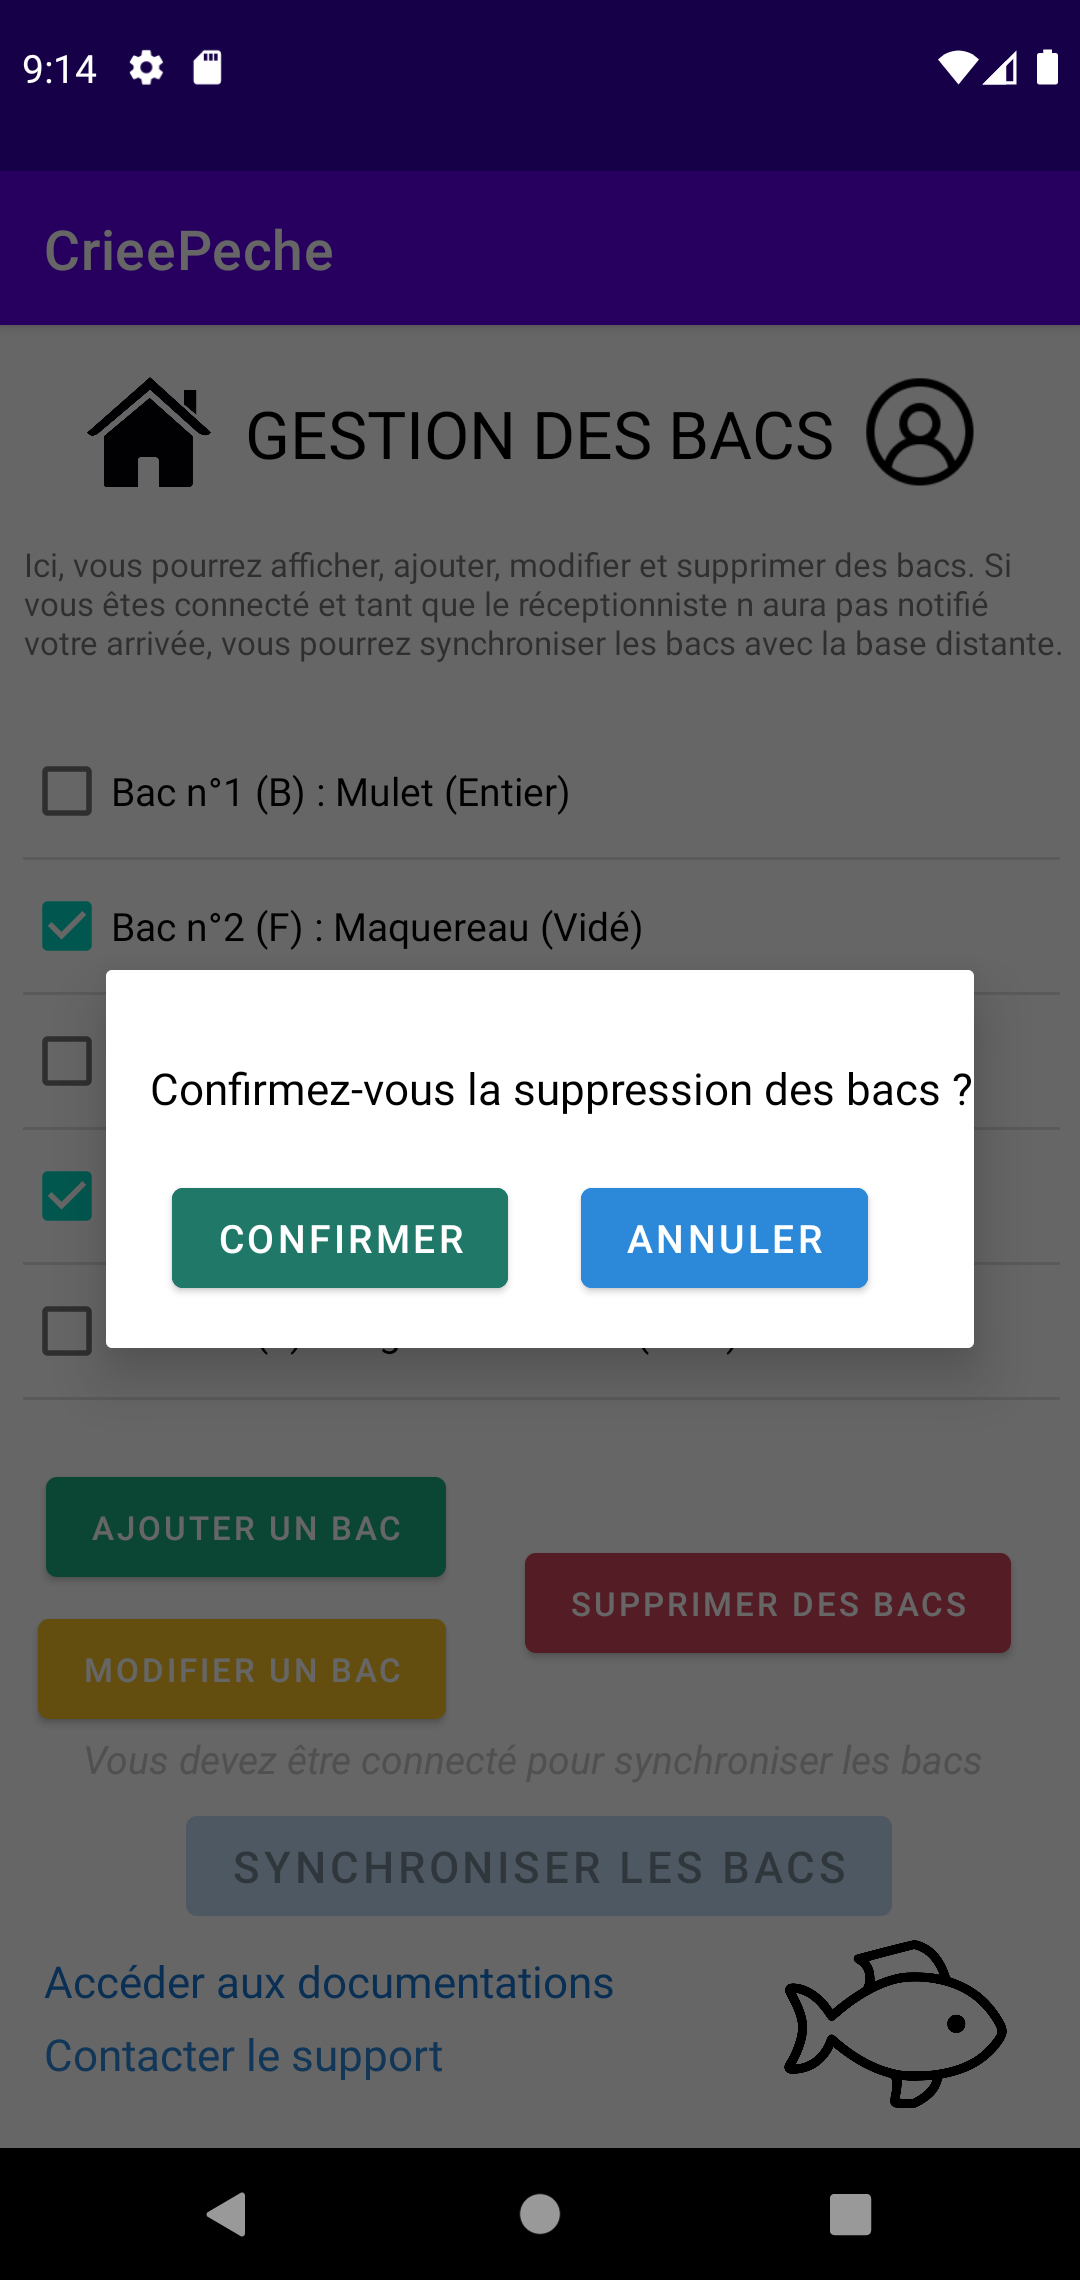 9:14
CrieePeche
GESTION DES BACS
Ici, vous pourrez afficher, ajouter, modifier et supprimer des bacs. Si
vous êtes connecté et tant que le réceptionniste n aura pas notifié
votre arrivée, vous pourrez synchroniser les bacs avec la base distante.
Bac n°1 (B) : Mulet (Entier)
Bac n°2 (F) : Maquereau (Vidé)
Confirmez-vous la suppression des bacs ?
CONFIRMER
ANNULER
AJOUTER UN BAC
SUPPRIMER DES BACS
MODIFIER UN BAC
Vous devez être connecté pour synchroniser les bacs
SYNCHRONISER LES BACS
Accéder aux documentations
Contacter le support